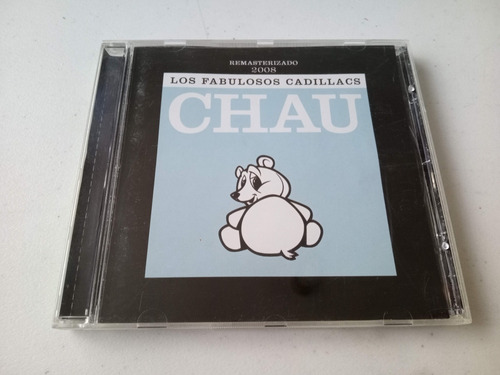 REMASTERIZADO
2008
LOS FABULOSOS CADILLACS
CHAU